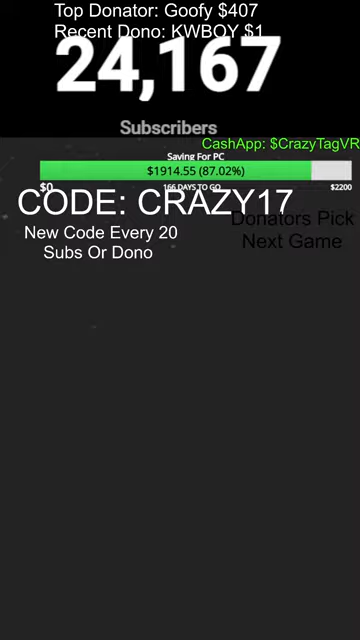 Top Donator: Goofy $407
Recent Dono: KWBOY $1
24,167
Subscribers
CashApp: $CrazyTagVR
Saving For PC
$1914.55 (87.02%)
$0
166 DAYS TO GO
$2200
CODE: CRAZY17
Donators Pick
Next Game
New Code Every 20
Subs Or Dono